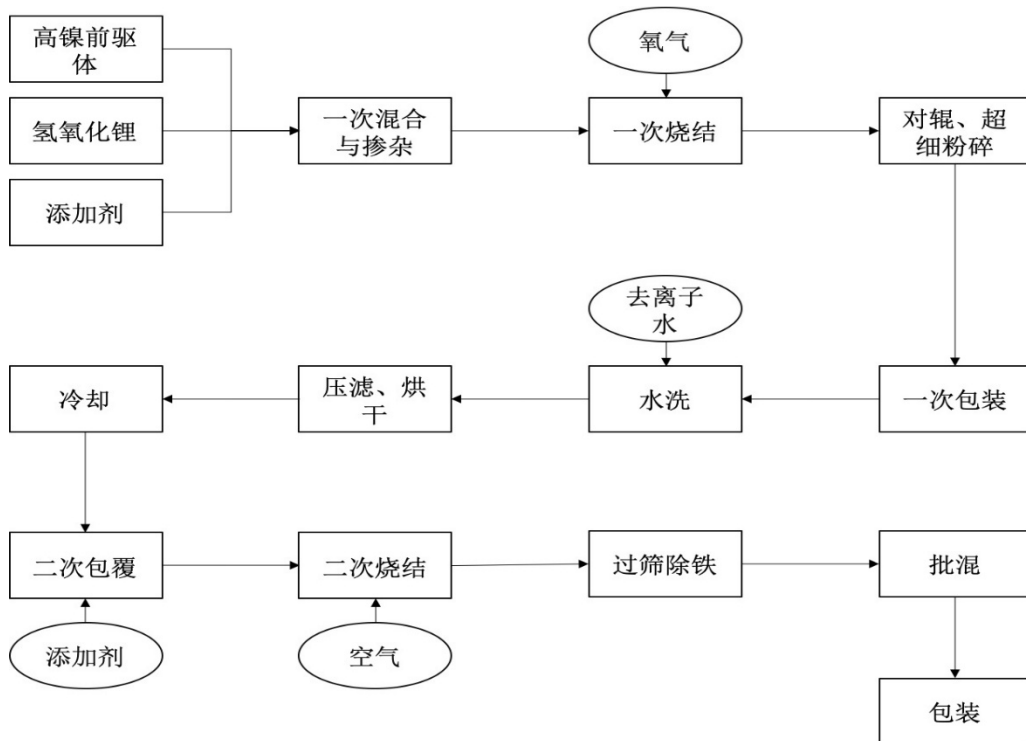 高镍前驱
体
氢氧化锂
添加剂
一次混合
与掺杂
氧气
一次烧结
对辊、超
细粉碎
去离子
水
冷却
压滤、烘
干
水洗
一次包装
二次包覆
二次烧结
过筛除铁
批混
添加剂
空气
包装